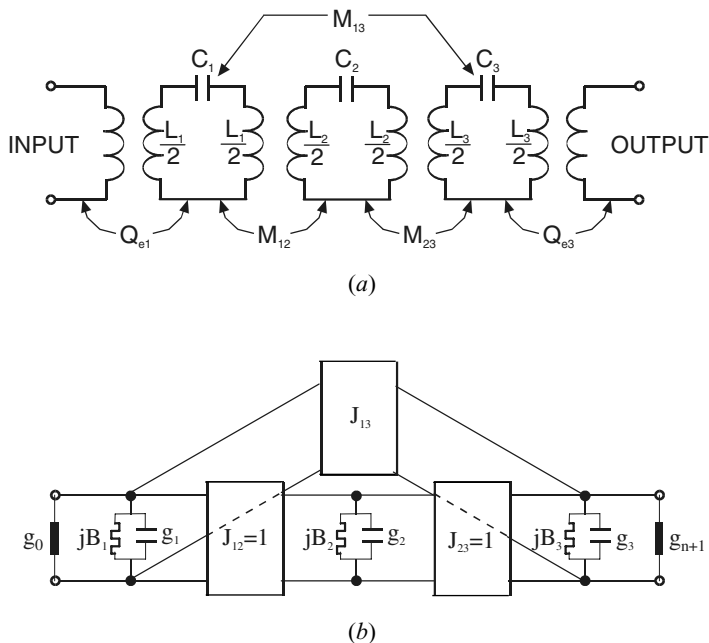 M₁₃
C₁ C₂ C₃
INPUT L₁/2 L₁/2 L₂/2 L₂/2 L₃/2 L₃/2 OUTPUT
Qₑ₁ M₁₂ M₂₃ Qₑ₃
(a)
J₁₃
g₀ jB₁ g₁ J₁₂=1 jB₂ g₂ J₂₃=1 jB₃ g₃ gₙ₊₁
(b)